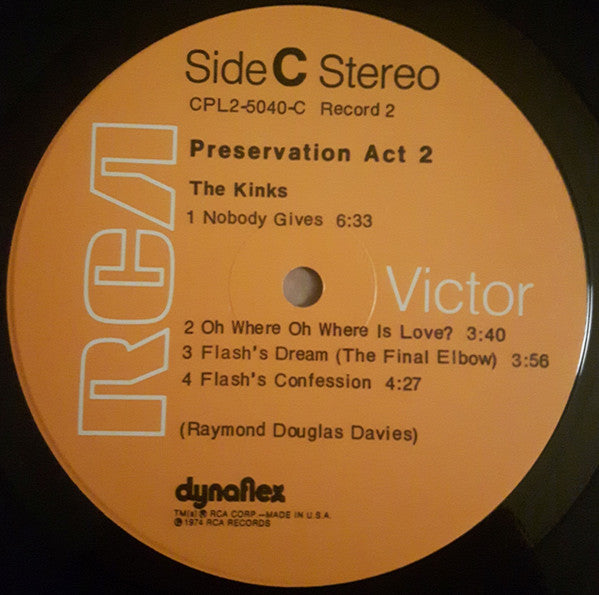 Side C Stereo
CPL2-5040-C Record 2
Preservation Act 2
The Kinks
1 Nobody Gives 6:33
RCA
Victor
2 Oh Where Oh Where Is Love? 3:40
3 Flash's Dream (The Final Elbow) 3:56
4 Flash's Confession 4:27
(Raymond Douglas Davies)
dynaflex
TM(s) ® RCA CORP.—MADE IN U.S.A.
℗ 1974 RCA RECORDS